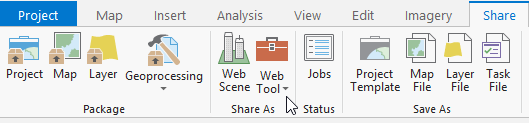 Project Map Insert Analysis View Edit Imagery Share
Project Map Layer Geoprocessing Web Scene Web Tool Jobs Project Template Map File Layer File Task File
Package Share As Status Save As